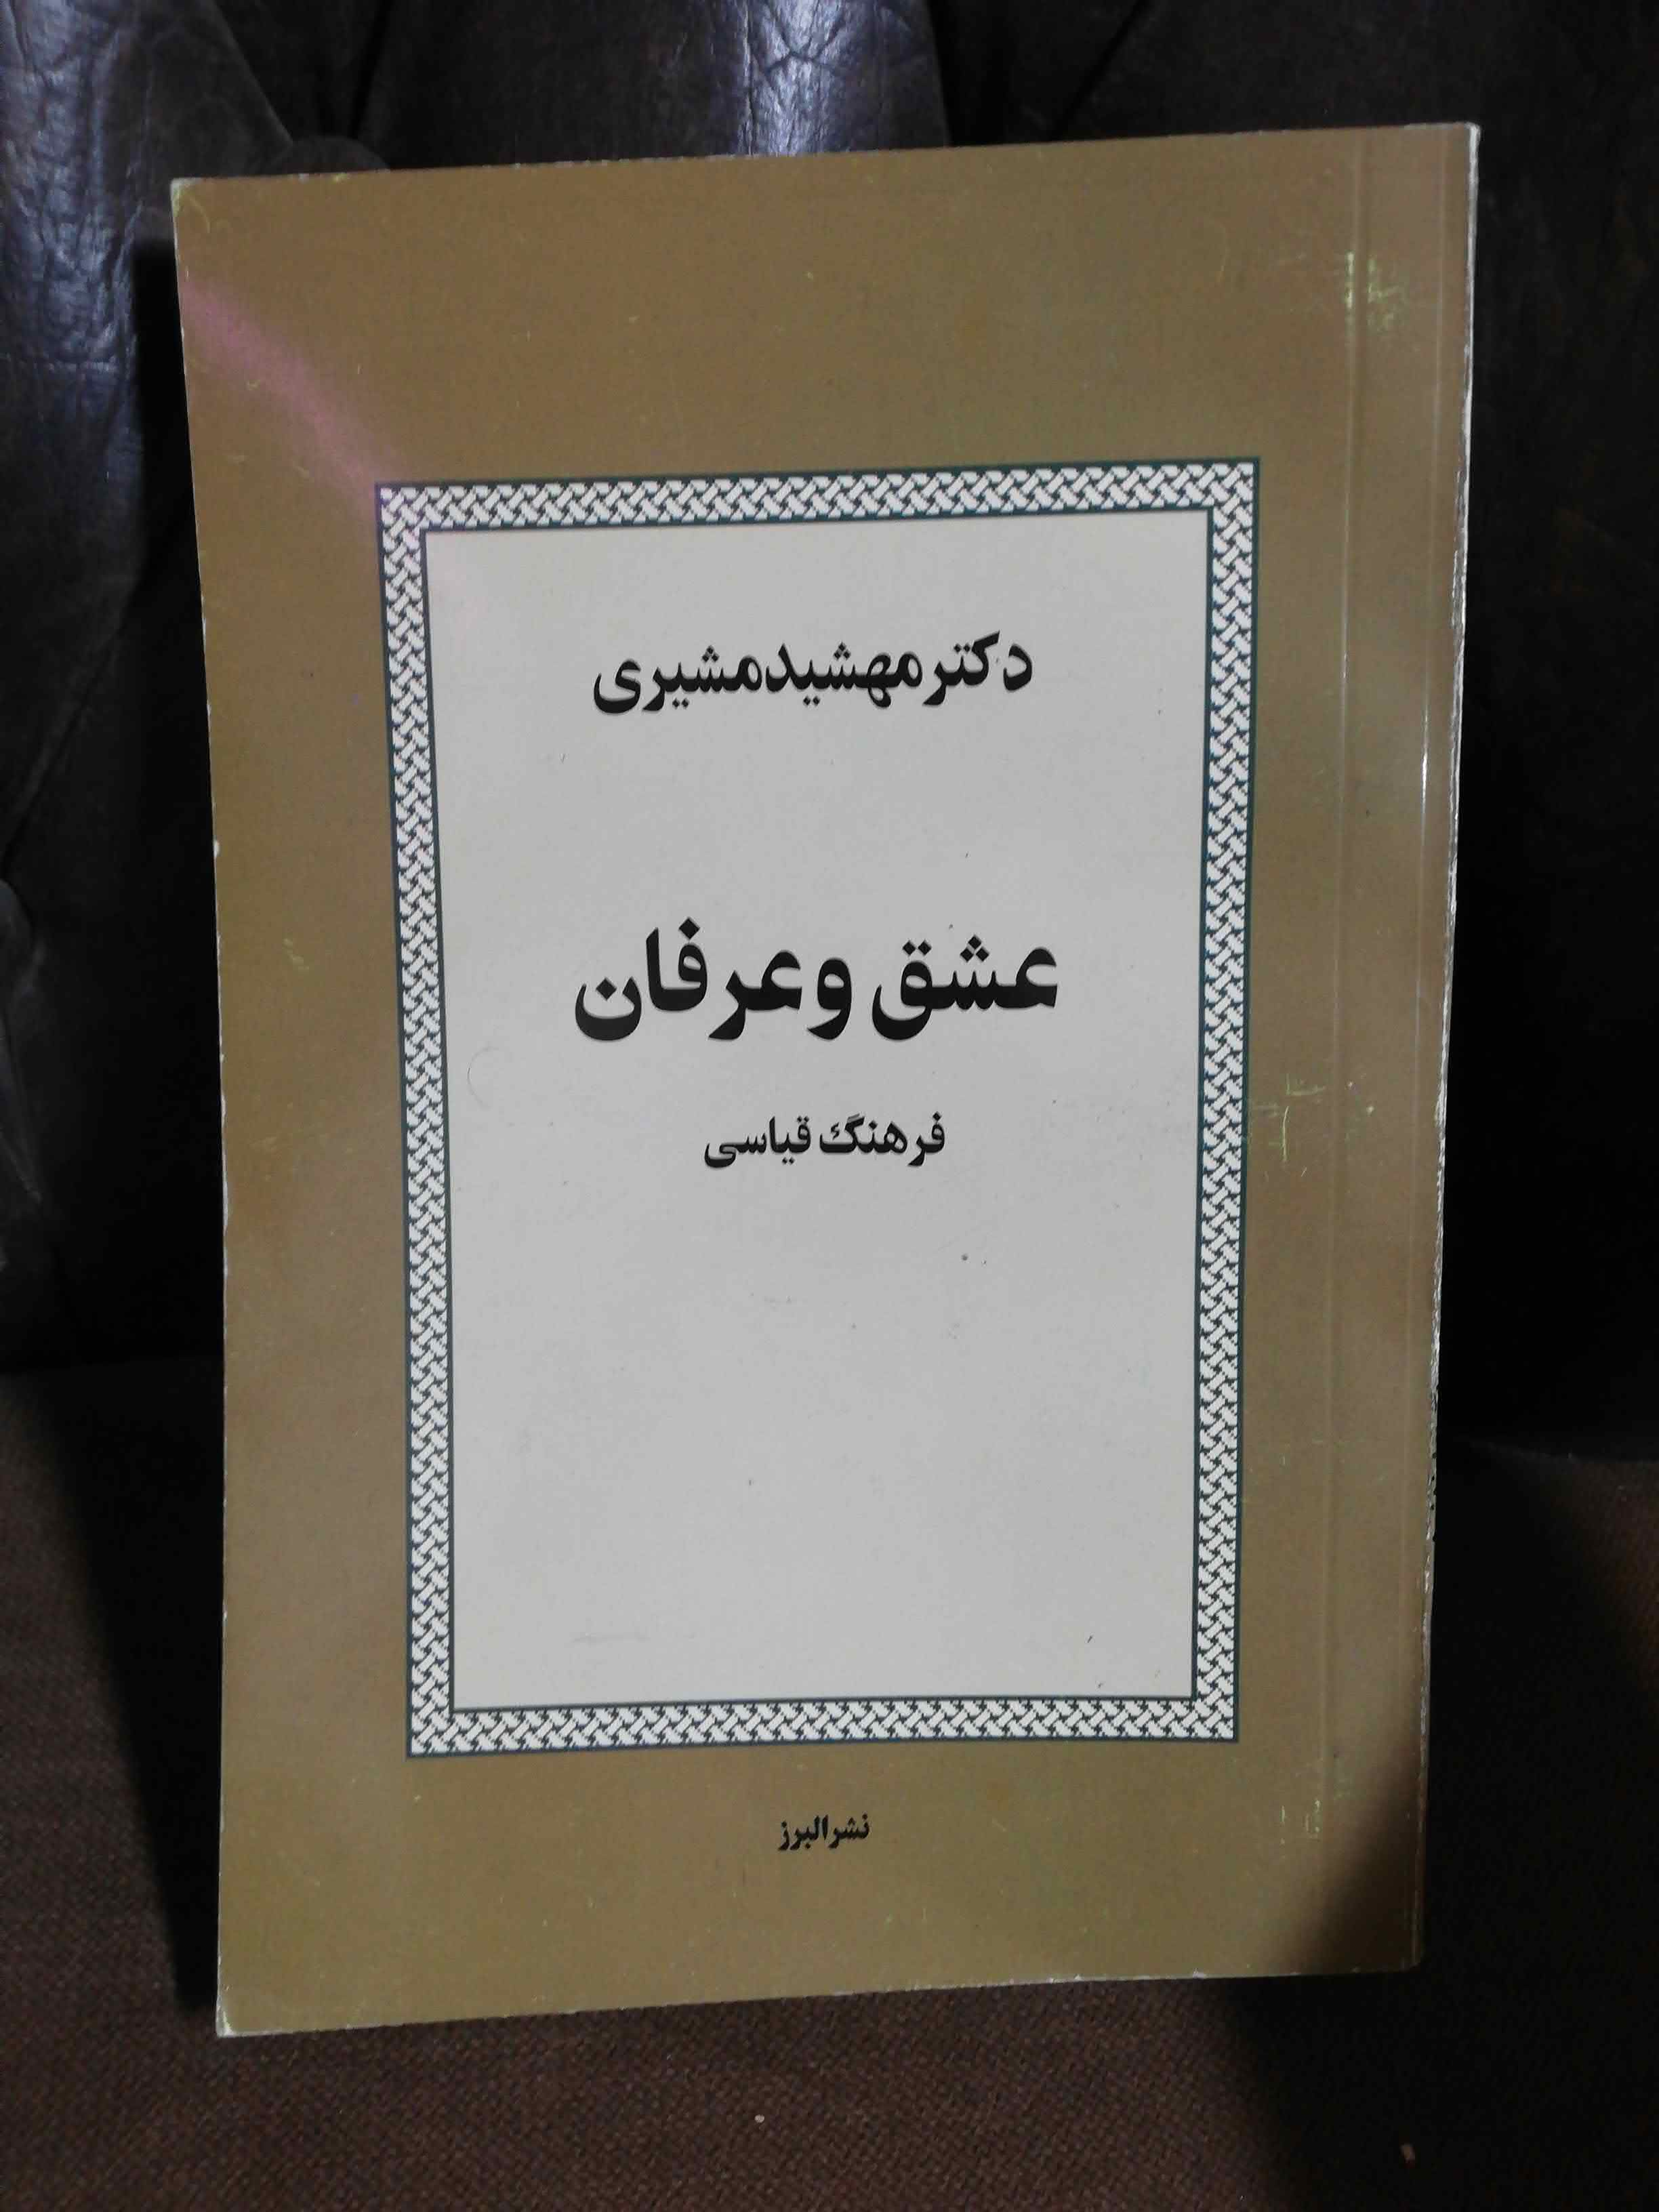 دکتر مهشید مشیری
عشق و عرفان
فرهنگ قیاسی
نشر البرز